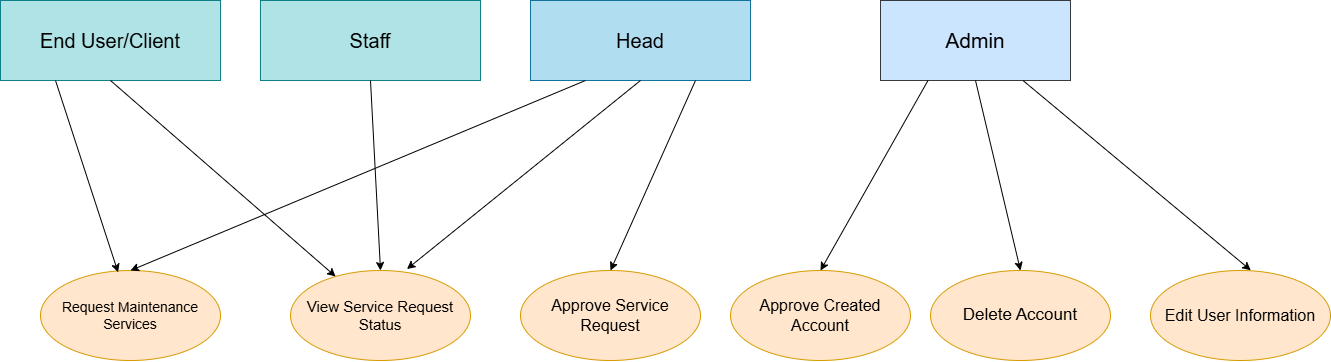 End User/Client
Staff
Head
Admin
Request Maintenance
Services
View Service Request
Status
Approve Service
Request
Approve Created
Account
Delete Account
Edit User Information